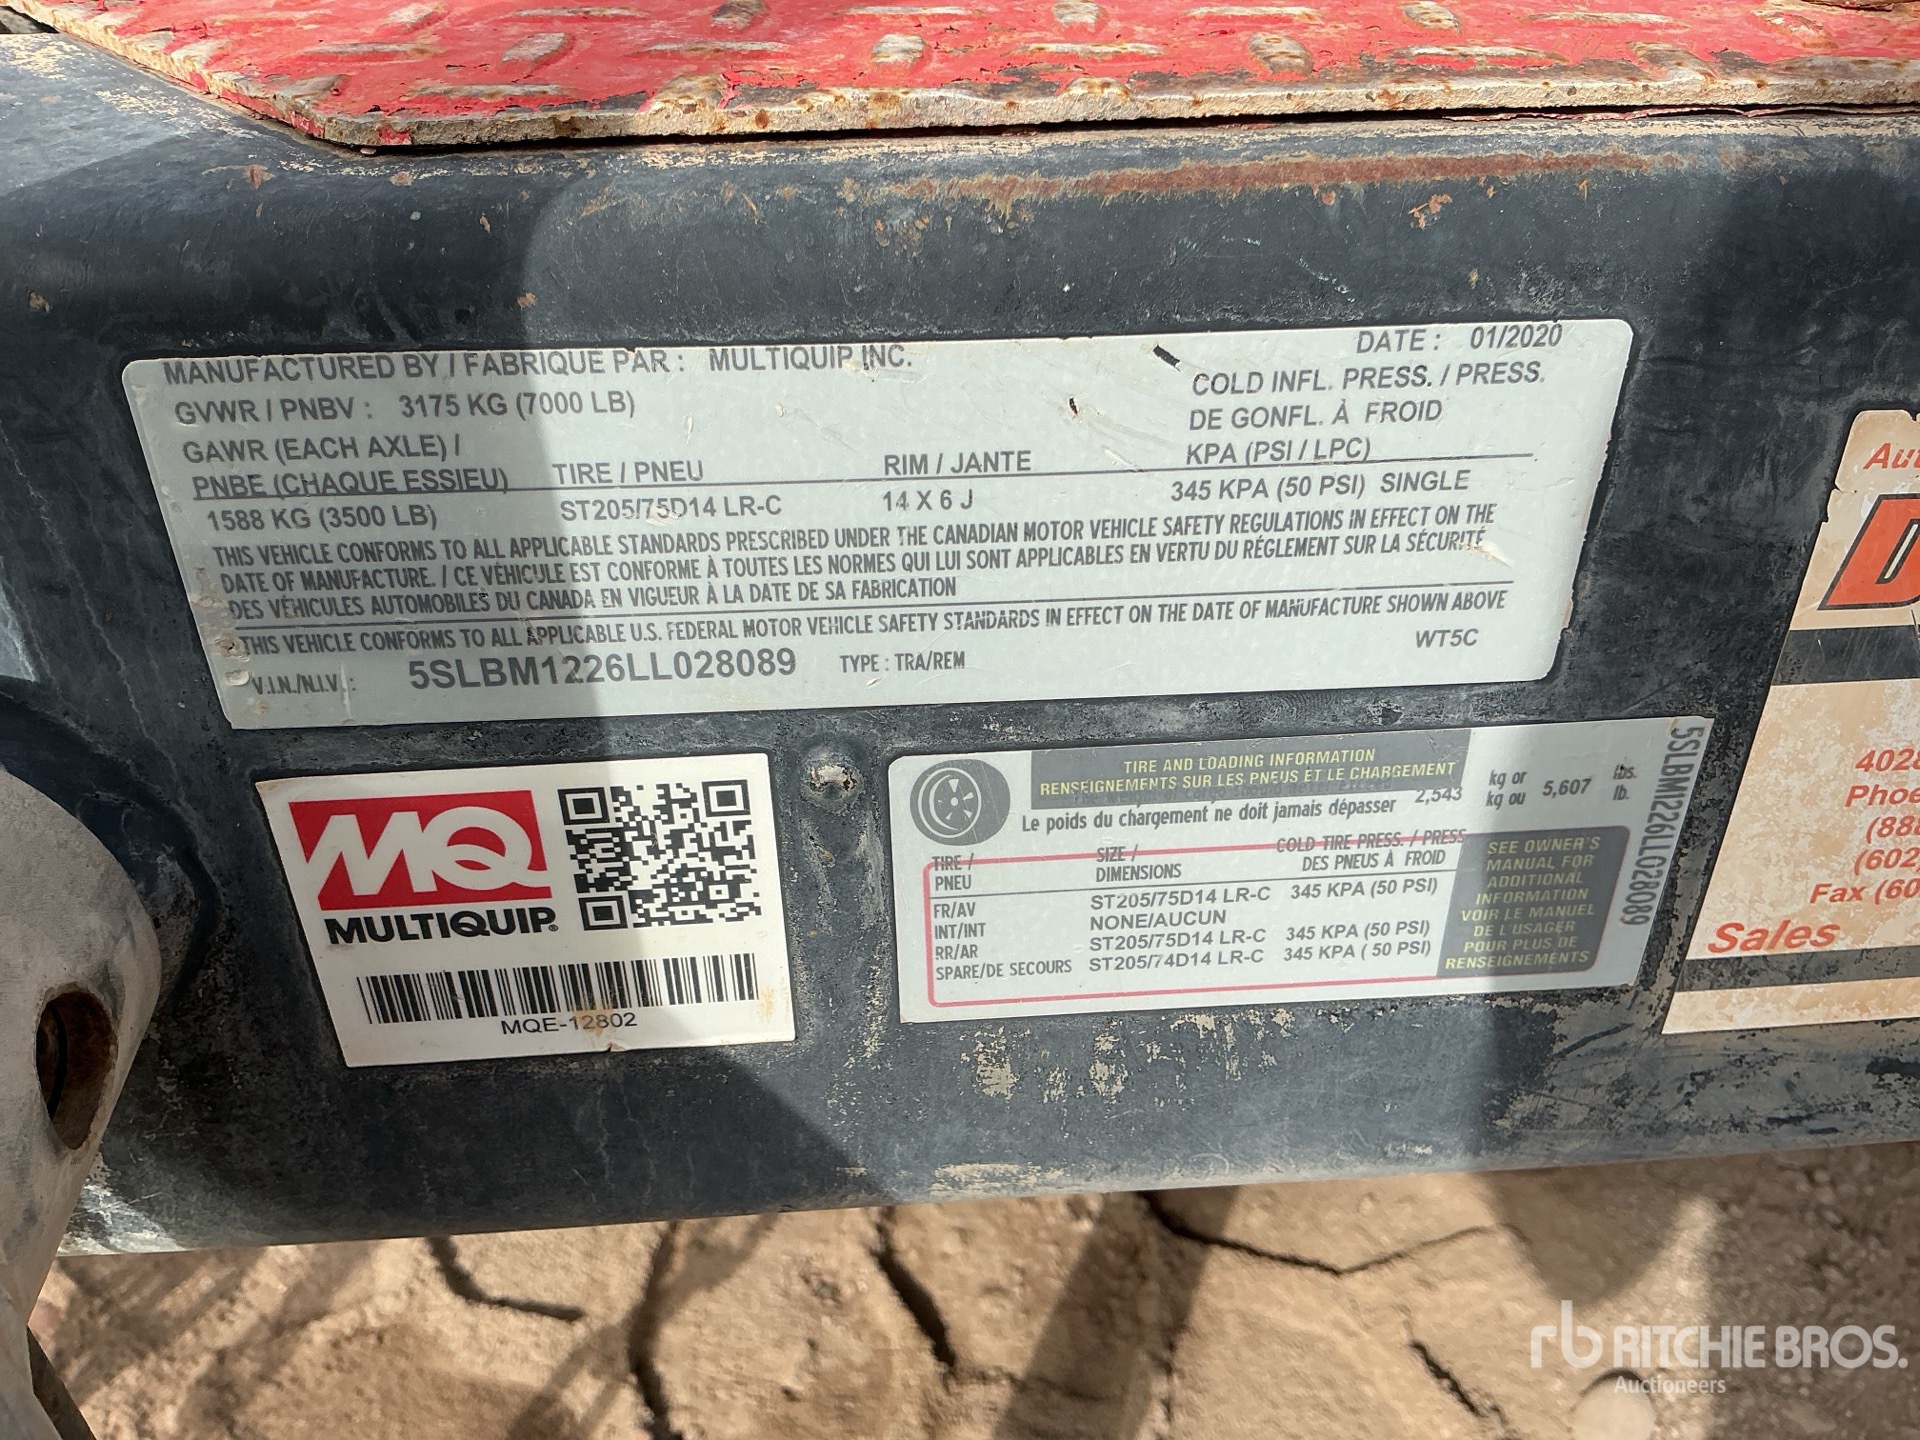 MANUFACTURED BY / FABRIQUE PAR : MULTIQUIP INC.
DATE : 01/2020
GVWR / PNBV : 3175 KG (7000 LB)
COLD INFL. PRESS. / PRESS.
DE GONFL. À FROID
GAWR (EACH AXLE) /
PNBE (CHAQUE ESSIEU) TIRE / PNEU RIM / JANTE KPA (PSI / LPC)
1588 KG (3500 LB) ST205/75D14 LR-C 14 X 6 J 345 KPA (50 PSI) SINGLE
THIS VEHICLE CONFORMS TO ALL APPLICABLE STANDARDS PRESCRIBED UNDER THE CANADIAN MOTOR VEHICLE SAFETY REGULATIONS IN EFFECT ON THE
DATE OF MANUFACTURE. / CE VÉHICULE EST CONFORME À TOUTES LES NORMES QUI LUI SONT APPLICABLES EN VERTU DU RÉGLEMENT SUR LA SÉCURITÉ
DES VÉHICULES AUTOMOBILES DU CANADA EN VIGUEUR À LA DATE DE SA FABRICATION
THIS VEHICLE CONFORMS TO ALL APPLICABLE U.S. FEDERAL MOTOR VEHICLE SAFETY STANDARDS IN EFFECT ON THE DATE OF MANUFACTURE SHOWN ABOVE
V.I.N./N.I.V.: 5SLBM1226LL028089 TYPE : TRA/REM WT5C
MQ
MULTIQUIP®
MQE-12802
TIRE AND LOADING INFORMATION
RENSEIGNEMENTS SUR LES PNEUS ET LE CHARGEMENT
Le poids du chargement ne doit jamais dépasser 2,543 kg or kg ou 5,607 lbs. lb.
TIRE / PNEU SIZE / DIMENSIONS COLD TIRE PRESS. / PRESS DES PNEUS À FROID
FR/AV ST205/75D14 LR-C 345 KPA (50 PSI)
INT/INT NONE/AUCUN
RR/AR ST205/75D14 LR-C 345 KPA (50 PSI)
SPARE/DE SECOURS ST205/74D14 LR-C 345 KPA ( 50 PSI)
SEE OWNER'S
MANUAL FOR
ADDITIONAL
INFORMATION
VOIR LE MANUEL
DE L'USAGER
POUR PLUS DE
RENSEIGNEMENTS
5SLBM1226LL028089
Aut
D
4028
Phoe
(888
(602)
Fax (60
Sales
rb RITCHIE BROS.
Auctioneers